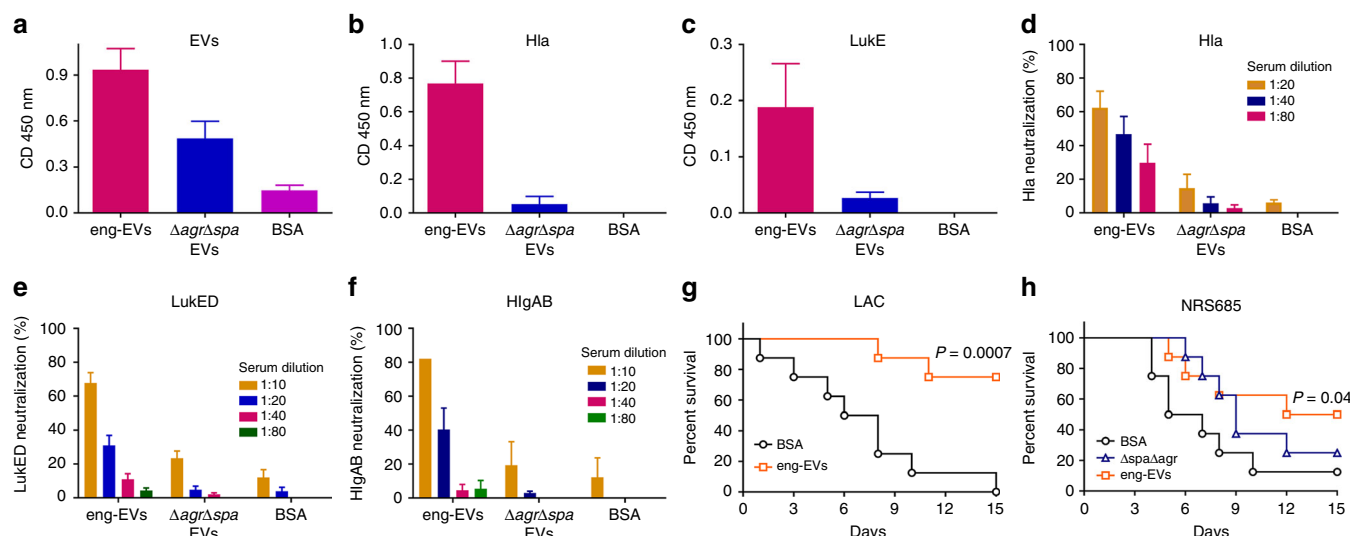 a
EVs
CD 450 nm
0.9
0.6
0.3
0.0
eng-EVs
ΔagrΔspa
EVs
BSA
b
Hla
CD 450 nm
1.0
0.8
0.6
0.4
0.2
0.0
eng-EVs
ΔagrΔspa
EVs
BSA
c
LukE
CD 450 nm
0.3
0.2
0.1
0.0
eng-EVs
ΔagrΔspa
EVs
BSA
d
Hla
Hla neutralization (%)
100
80
60
40
20
0
Serum dilution
1:20
1:40
1:80
eng-EVs
ΔagrΔspa
EVs
BSA
e
LukED
LukED neutralization (%)
100
80
60
40
20
0
Serum dilution
1:10
1:20
1:40
1:80
eng-EVs
ΔagrΔspa
EVs
BSA
f
HlgAB
HlgAB neutralization (%)
100
80
60
40
20
0
Serum dilution
1:10
1:20
1:40
1:80
eng-EVs
ΔagrΔspa
EVs
BSA
g
LAC
Percent survival
100
80
60
40
20
0
P = 0.0007
BSA
eng-EVs
0
3
6
9
12
15
Days
h
NRS685
Percent survival
100
80
60
40
20
0
P = 0.04
BSA
ΔspaΔagr
eng-EVs
0
3
6
9
12
15
Days